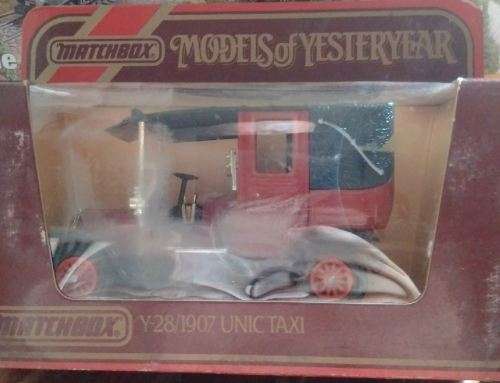 MATCHBOX
MODELS of YESTERYEAR
e
MATCHBOX
Y-28/1907 UNIC TAXI